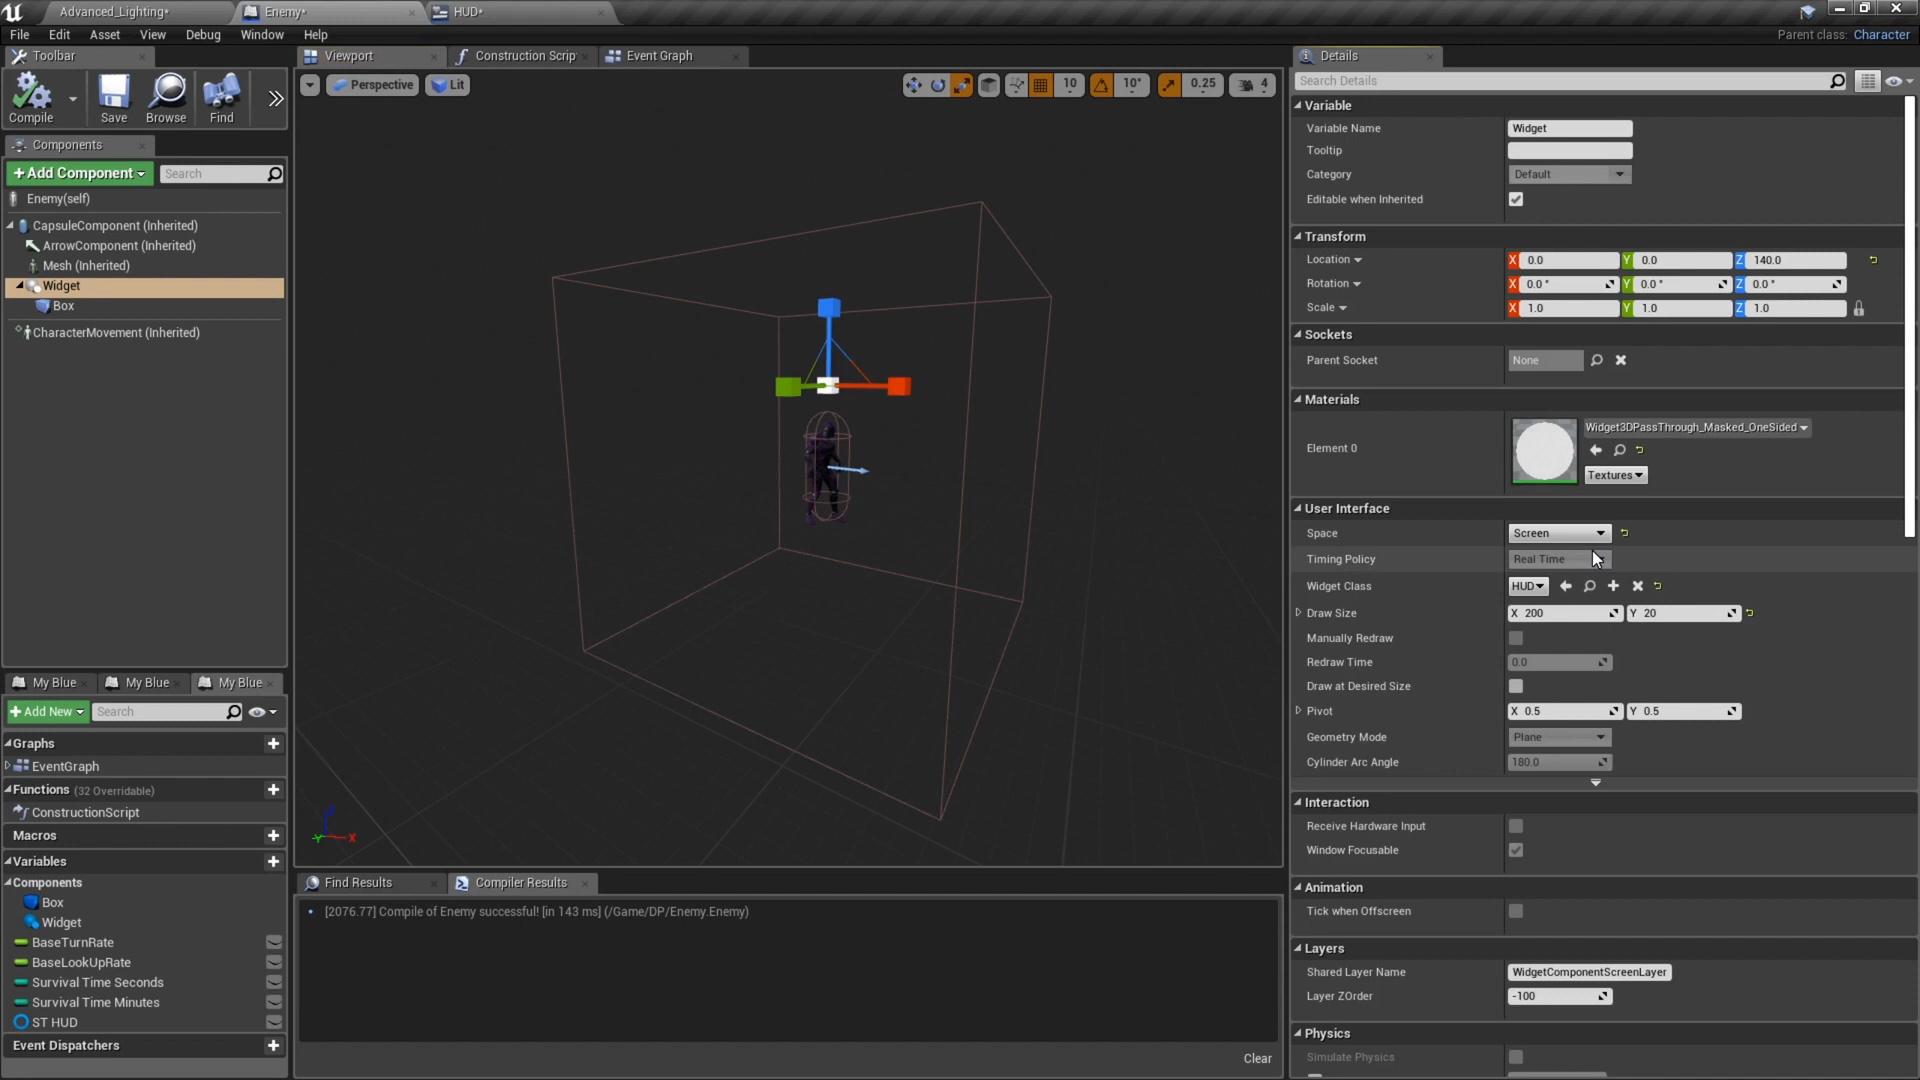 Advanced_Lighting*
Enemy*
HUD*
File Edit Asset View Debug Window Help
Parent class: Character
Toolbar
Viewport
Construction Scrip
Event Graph
Details
Compile
Save
Browse
Find
Perspective
Lit
10
10°
0.25
4
Search Details
Components
+Add Component
Search
Enemy(self)
CapsuleComponent (Inherited)
ArrowComponent (Inherited)
Mesh (Inherited)
Widget
Box
CharacterMovement (Inherited)
Variable
Variable Name Widget
Tooltip
Category Default
Editable when Inherited
Transform
Location X 0.0 Y 0.0 Z 140.0
Rotation X 0.0 ° Y 0.0 ° Z 0.0 °
Scale X 1.0 Y 1.0 Z 1.0
Sockets
Parent Socket None
Materials
Element 0
Widget3DPassThrough_Masked_OneSided
Textures
User Interface
Space Screen
Timing Policy Real Time
Widget Class HUD
Draw Size X 200 Y 20
Manually Redraw
Redraw Time 0.0
Draw at Desired Size
Pivot X 0.5 Y 0.5
Geometry Mode Plane
Cylinder Arc Angle 180.0
Interaction
Receive Hardware Input
Window Focusable
Animation
Tick when Offscreen
Layers
Shared Layer Name WidgetComponentScreenLayer
Layer ZOrder -100
Physics
Simulate Physics
My Blue
My Blue
My Blue
+Add New
Search
Graphs
EventGraph
Functions (32 Overridable)
ConstructionScript
Macros
Variables
Components
Box
Widget
BaseTurnRate
BaseLookUpRate
Survival Time Seconds
Survival Time Minutes
ST HUD
Event Dispatchers
Z
Y X
Find Results
Compiler Results
[2076.77] Compile of Enemy successful! [in 143 ms] (/Game/DP/Enemy.Enemy)
Clear